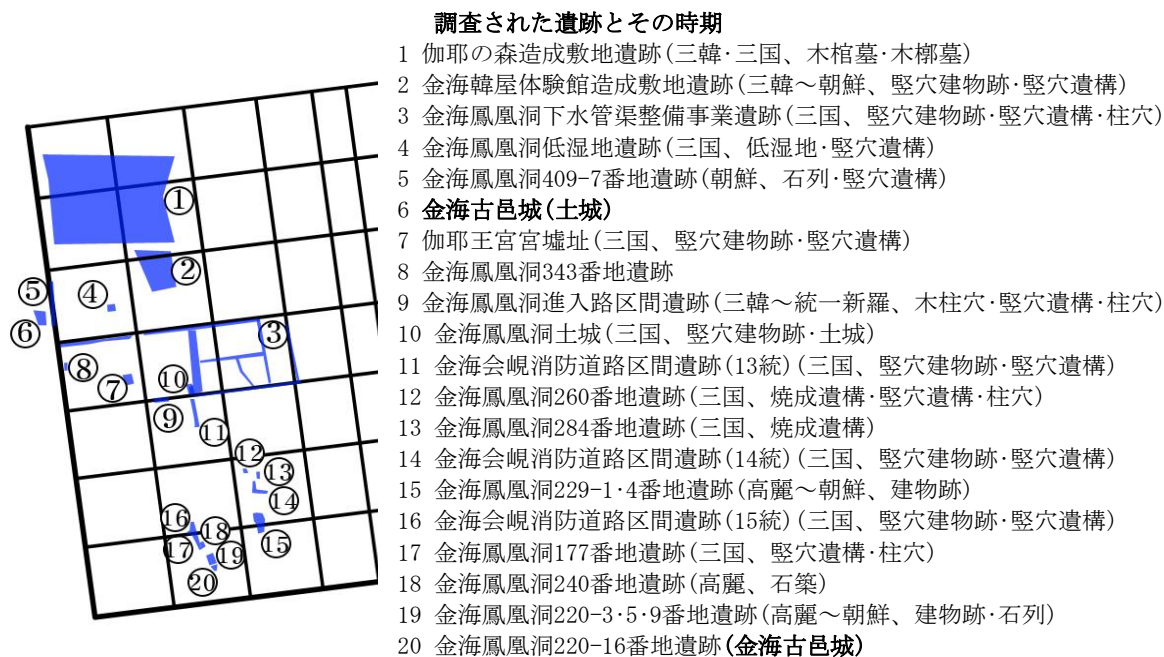 調査された遺跡とその時期
1 伽耶の森造成敷地遺跡(三韓·三国、木棺墓·木槨墓)
2 金海韓屋体験館造成敷地遺跡(三韓～朝鮮、竪穴建物跡·竪穴遺構)
3 金海鳳凰洞下水管渠整備事業遺跡(三国、竪穴建物跡·竪穴遺構·柱穴)
4 金海鳳凰洞低湿地遺跡(三国、低湿地·竪穴遺構)
5 金海鳳凰洞409-7番地遺跡(朝鮮、石列·竪穴遺構)
6 金海古邑城(土城)
7 伽耶王宮宮墟址(三国、竪穴建物跡·竪穴遺構)
8 金海鳳凰洞343番地遺跡
9 金海鳳凰洞進入路区間遺跡(三韓～統一新羅、木柱穴·竪穴遺構·柱穴)
10 金海鳳凰洞土城(三国、竪穴建物跡·土城)
11 金海会峴消防道路区間遺跡(13統)(三国、竪穴建物跡·竪穴遺構)
12 金海鳳凰洞260番地遺跡(三国、焼成遺構·竪穴遺構·柱穴)
13 金海鳳凰洞284番地遺跡(三国、焼成遺構)
14 金海会峴消防道路区間遺跡(14統)(三国、竪穴建物跡·竪穴遺構)
15 金海鳳凰洞229-1·4番地遺跡(高麗～朝鮮、建物跡)
16 金海会峴消防道路区間遺跡(15統)(三国、竪穴建物跡·竪穴遺構)
17 金海鳳凰洞177番地遺跡(三国、竪穴遺構·柱穴)
18 金海鳳凰洞240番地遺跡(高麗、石築)
19 金海鳳凰洞220-3·5·9番地遺跡(高麗～朝鮮、建物跡·石列)
20 金海鳳凰洞220-16番地遺跡(金海古邑城)
①
②
③
④
⑤
⑥
⑦
⑧
⑨
⑩
⑪
⑫
⑬
⑭
⑮
⑯
⑰
⑱
⑲
⑳